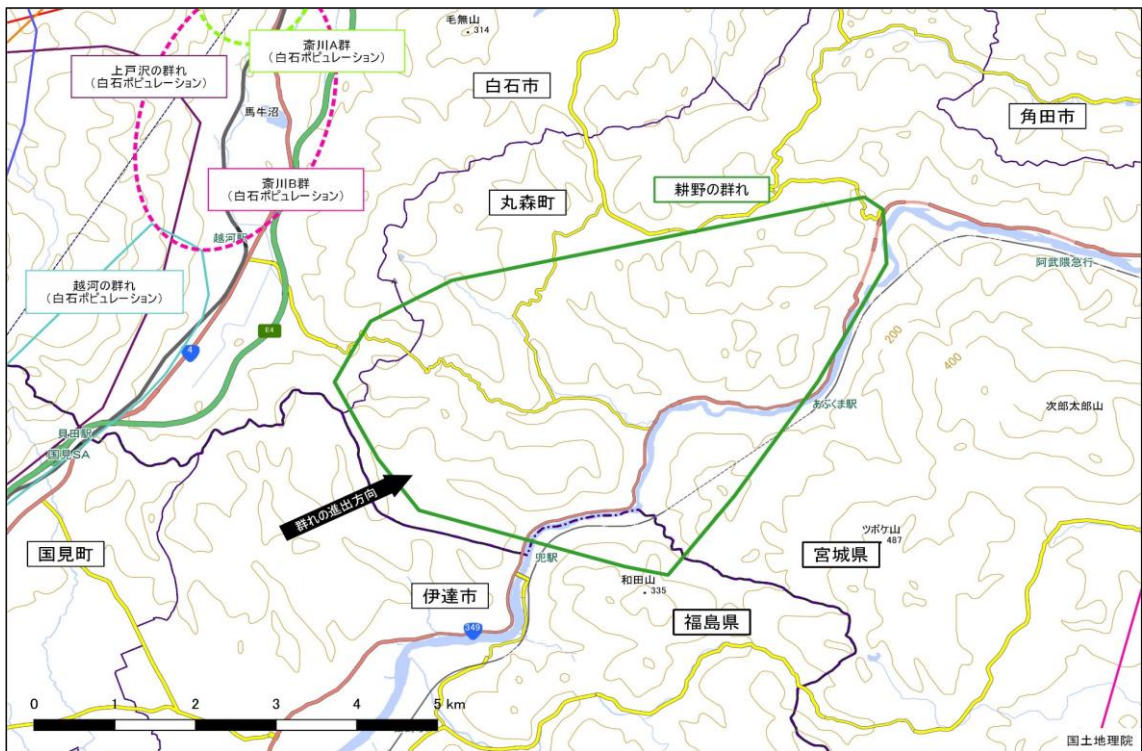 毛無山
314
斎川A群
(白石ポピュレーション)
上戸沢の群れ
(白石ポピュレーション)
白石市
馬牛沼
角田市
斎川B群
(白石ポピュレーション)
耕野の群れ
丸森町
越河駅
阿武隈急行
越河の群れ
(白石ポピュレーション)
E4
4
200
400
あぶくま駅
次郎太郎山
貝田駅
国見SA
群れの進出方向
ツボケ山
487
国見町
兜駅
宮城県
和田山
335
伊達市
福島県
349
0 1 2 3 4 5 km
国土地理院